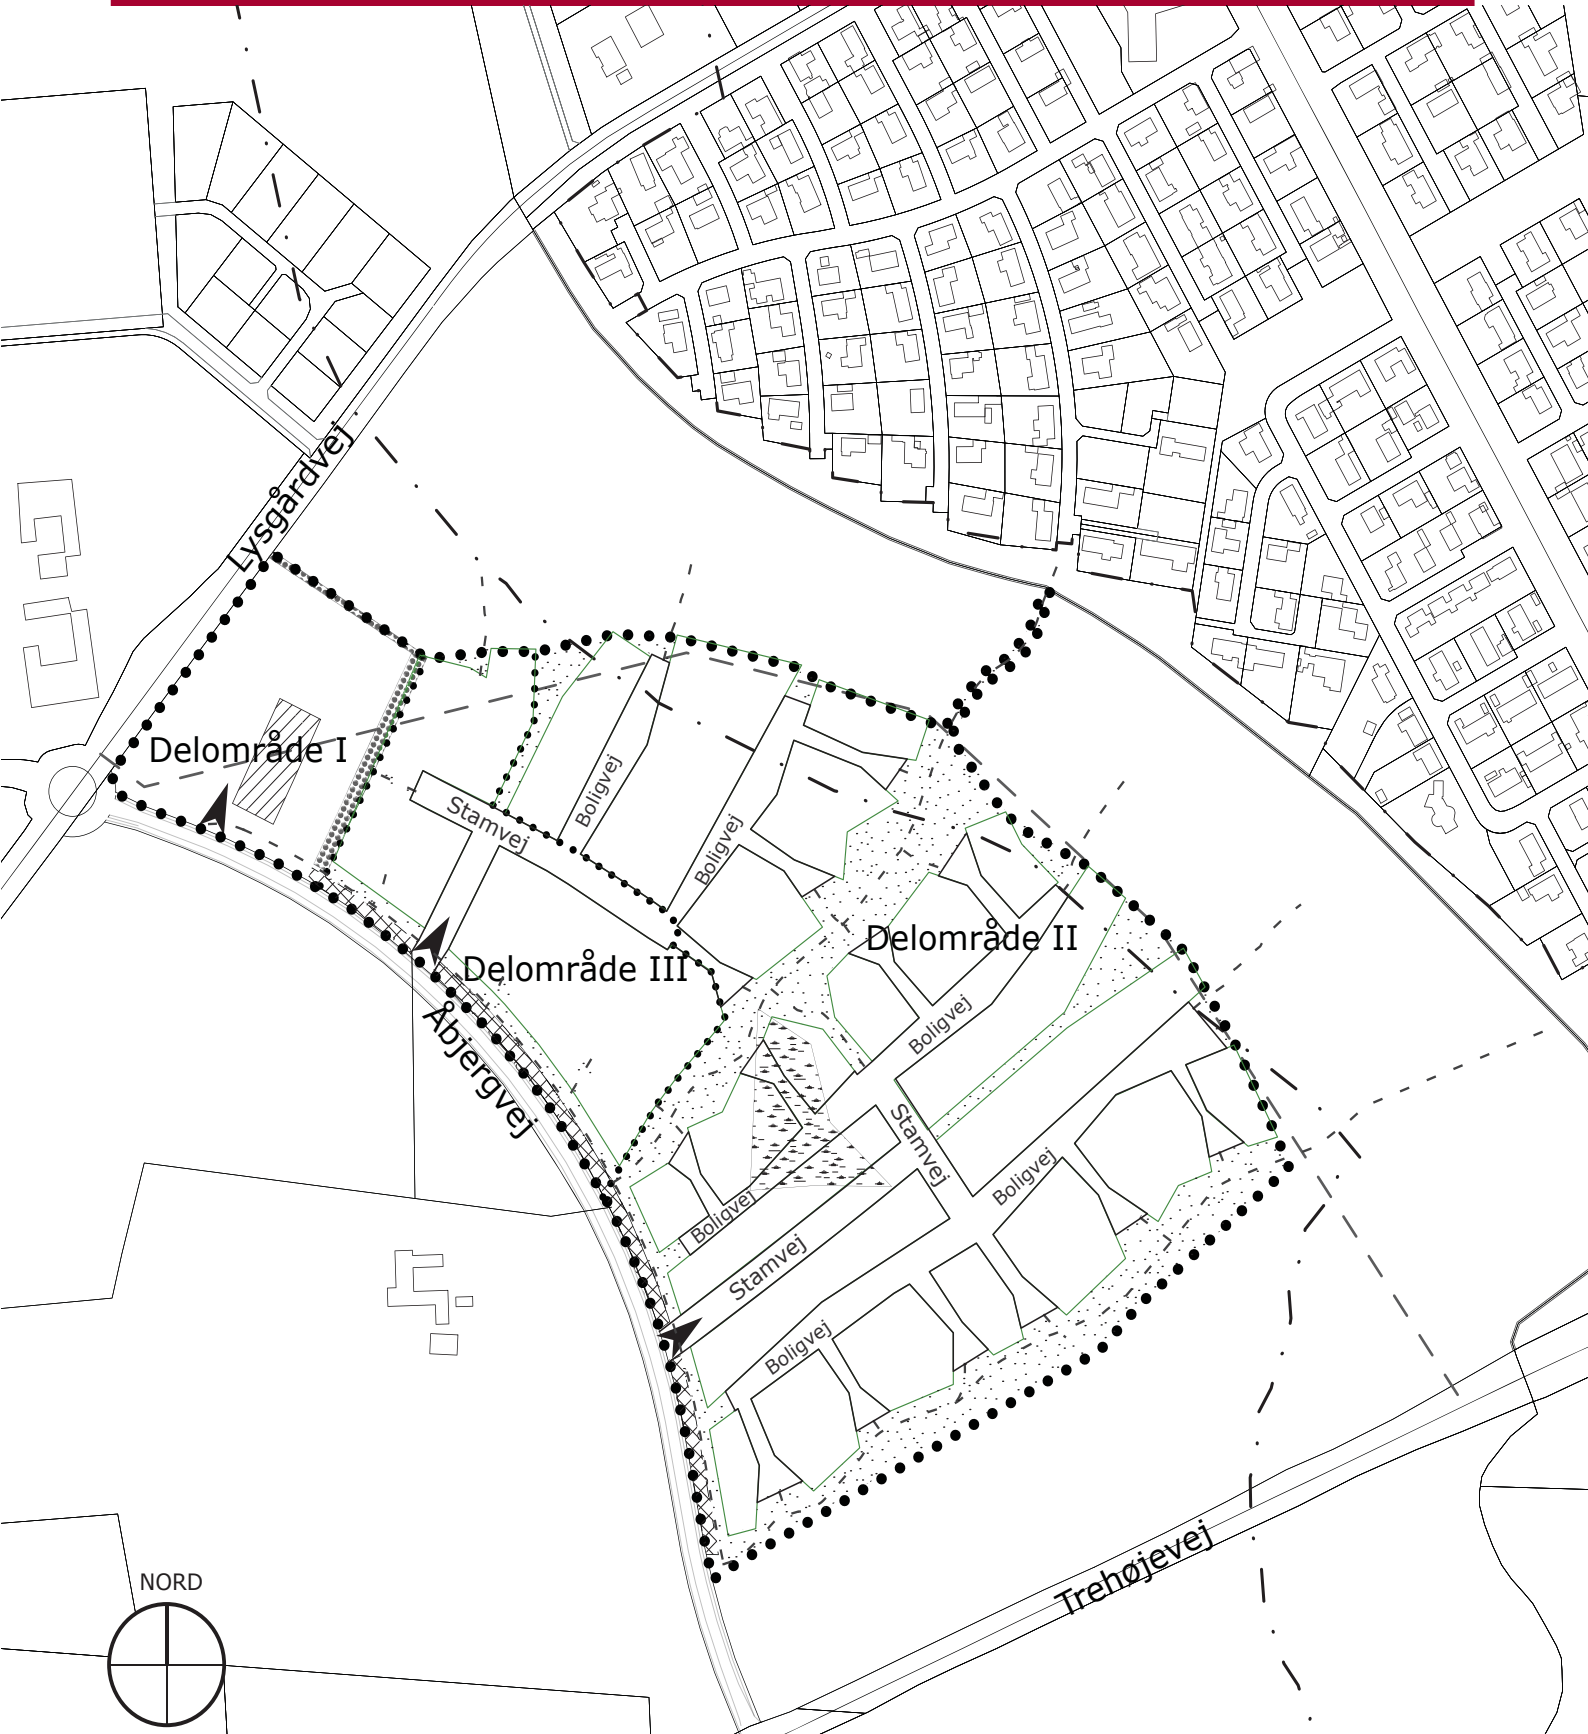 Lysgårdvej
Delområde I
Stamvej
Boligvej
Boligvej
Delområde II
Delområde III
Åbjergvej
Boligvej
Stamvej
Boligvej
Boligvej
Stamvej
Boligvej
Trehøjevej
NORD